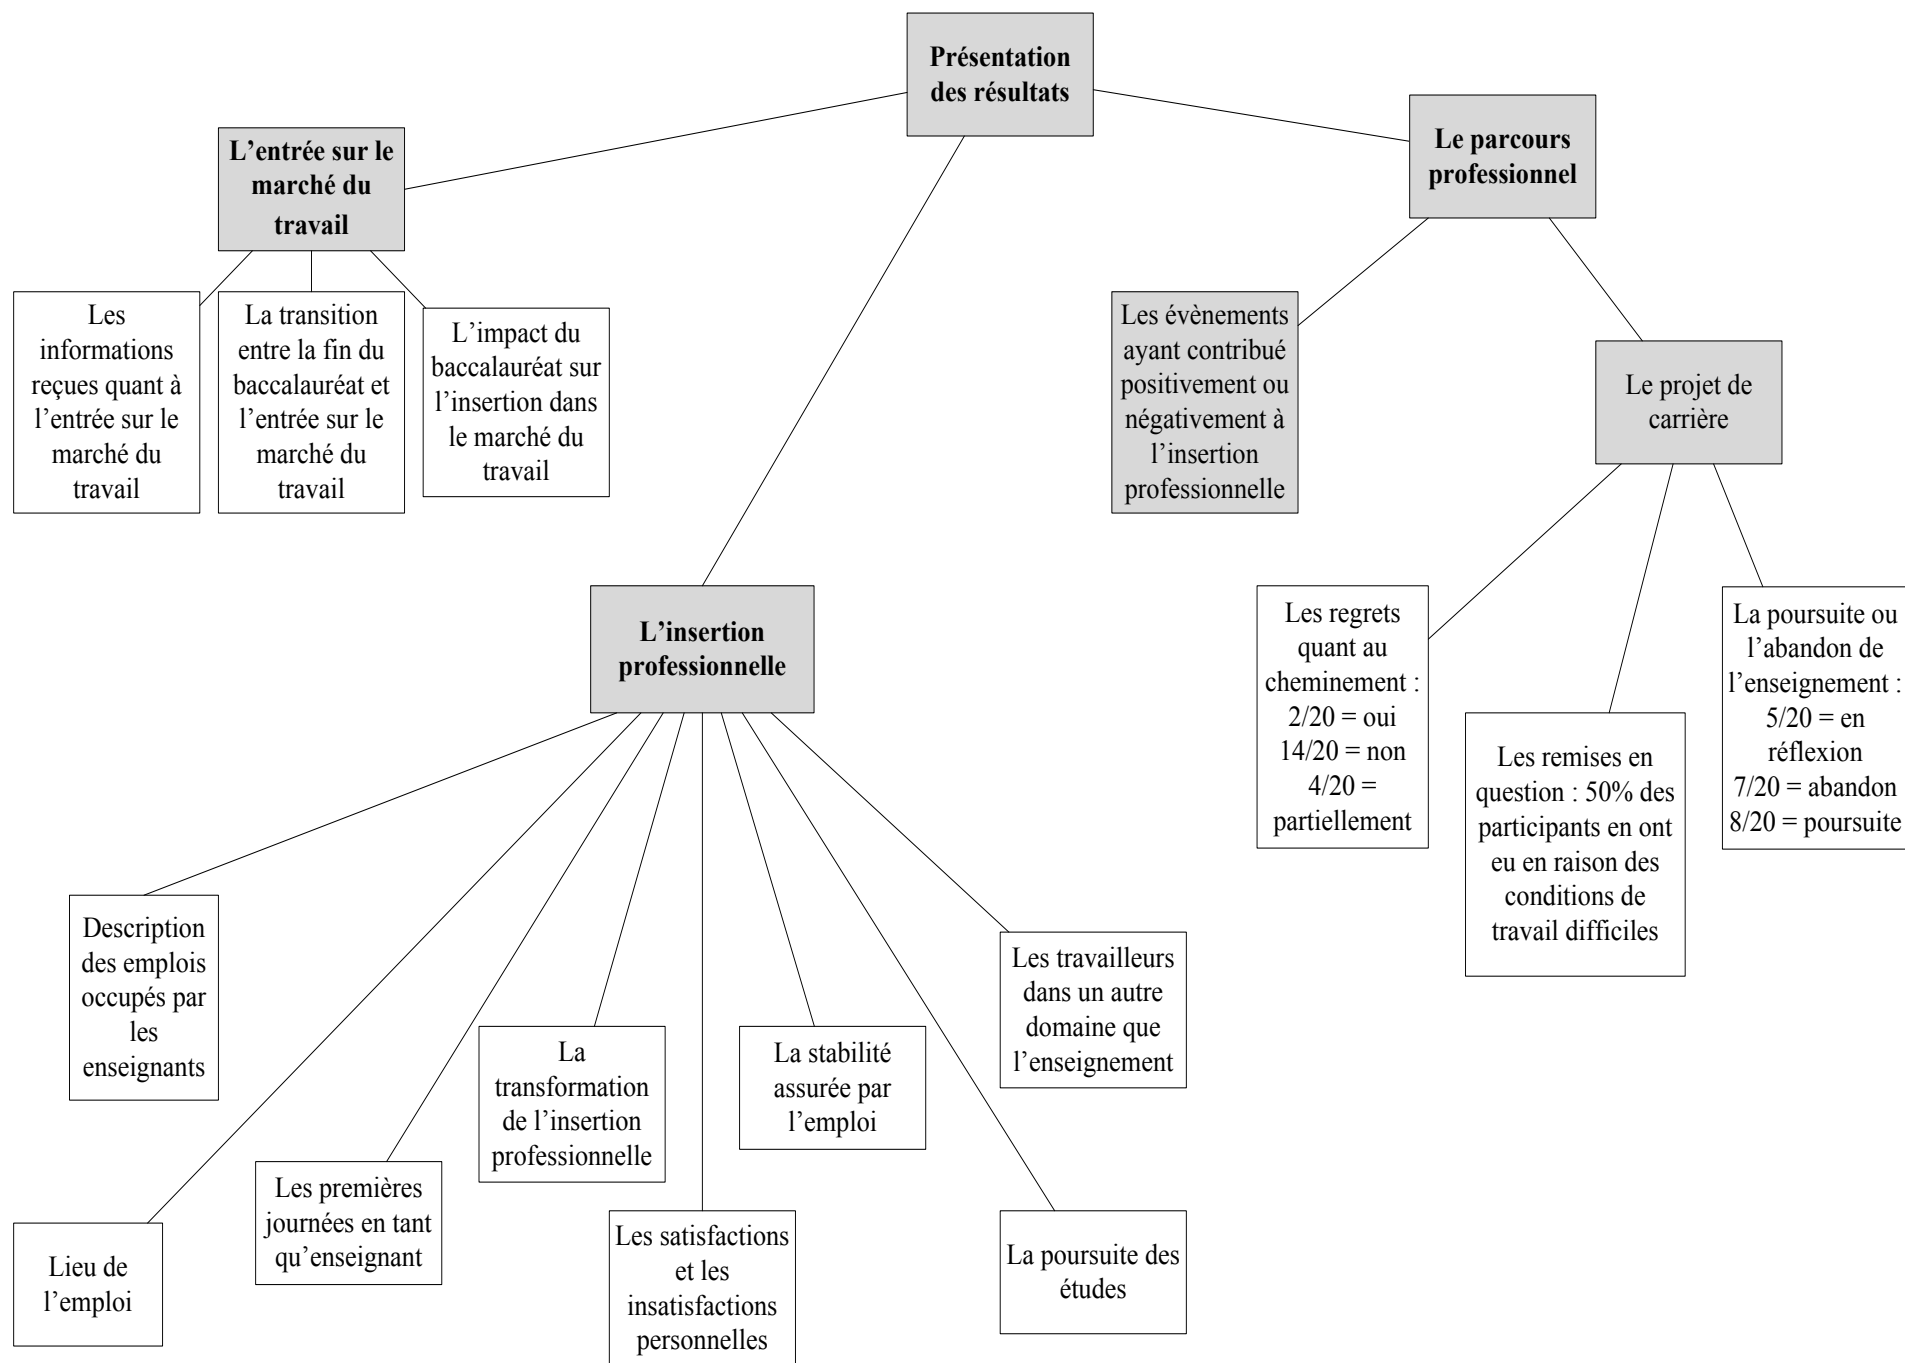 Présentation
des résultats
L’entrée sur le
marché du
travail
Le parcours
professionnel
Les
informations
reçues quant à
l’entrée sur le
marché du
travail
La transition
entre la fin du
baccalauréat et
l’entrée sur le
marché du
travail
L’impact du
baccalauréat sur
l’insertion dans
le marché du
travail
Les évènements
ayant contribué
positivement ou
négativement à
l’insertion
professionnelle
Le projet de
carrière
L’insertion
professionnelle
Les regrets
quant au
cheminement :
2/20 = oui
14/20 = non
4/20 =
partiellement
Les remises en
question : 50% des
participants en ont
eu en raison des
conditions de
travail difficiles
La poursuite ou
l’abandon de
l’enseignement :
5/20 = en
réflexion
7/20 = abandon
8/20 = poursuite
Description
des emplois
occupés par
les
enseignants
Lieu de
l’emploi
Les premières
journées en tant
qu’enseignant
La
transformation
de l’insertion
professionnelle
Les satisfactions
et les
insatisfactions
personnelles
La stabilité
assurée par
l’emploi
Les travailleurs
dans un autre
domaine que
l’enseignement
La poursuite des
études